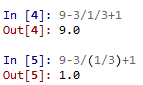 In [4]: 9-3/1/3+1
Out[4]: 9.0
In [5]: 9-3/(1/3)+1
Out[5]: 1.0